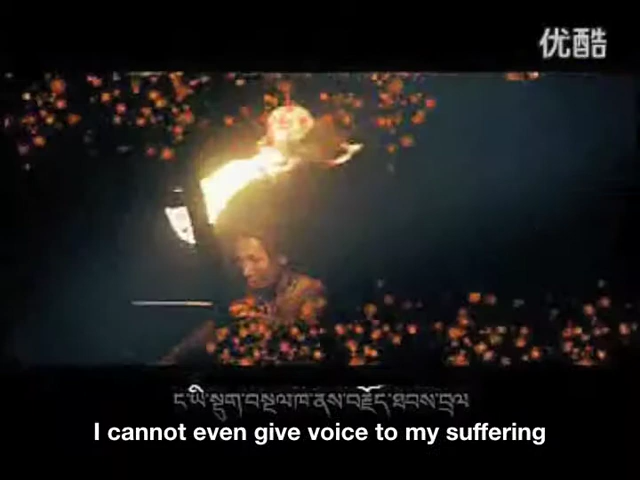 优酷
ང་ཡི་སྡུག་བསྔལ་ཁ་ནས་བརྗོད་ཐབས་བྲལ
I cannot even give voice to my suffering